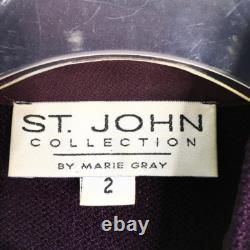 ST. JOHN
COLLECTION
BY MARIE GRAY
2